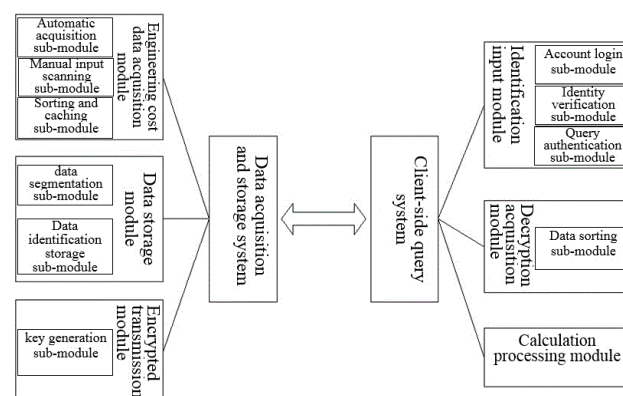 Automatic
acquisition
sub-module
Manual input
scanning
sub-module
Sorting and
caching
sub-module
Engineering cost
data acquisition
module
data
segmentation
sub-module
Data
identification
storage
sub-module
Data storage
module
key generation
sub-module
Encrypted
transmission
module
Data acquisition
and storage system
Client-side query
system
Identification
input module
Account login
sub-module
Identity
verification
sub-module
Query
authentication
sub-module
Decryption
acquisition
module
Data sorting
sub-module
Calculation
processing module